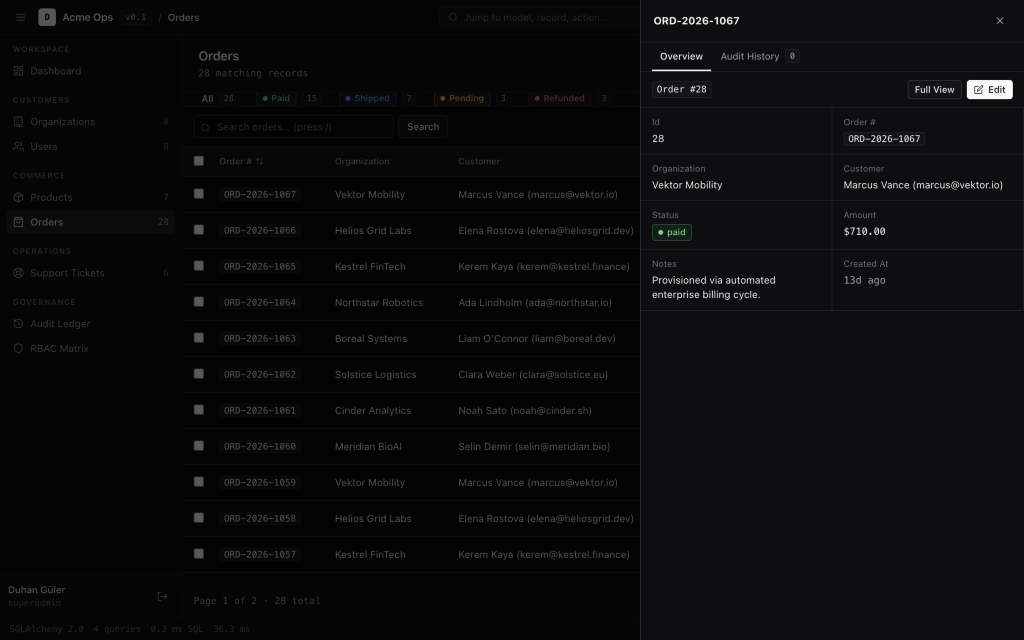 D Acme Ops v0.1 / Orders
Jump to model, record, action...
WORKSPACE
Dashboard
CUSTOMERS
Organizations 8
Users 8
COMMERCE
Products 7
Orders 28
OPERATIONS
Support Tickets 6
GOVERNANCE
Audit Ledger
RBAC Matrix
Duhan Güler
superadmin
SQLAlchemy 2.0 4 queries 0.3 ms SQL 36.3 ms
Orders
28 matching records
All 28 Paid 15 Shipped 7 Pending 3 Refunded 3
Search orders... (press /) Search
Order # ↑↓ Organization Customer
ORD-2026-1067 Vektor Mobility Marcus Vance (marcus@vektor.io)
ORD-2026-1066 Helios Grid Labs Elena Rostova (elena@heliosgrid.dev)
ORD-2026-1065 Kestrel FinTech Kerem Kaya (kerem@kestrel.finance)
ORD-2026-1064 Northstar Robotics Ada Lindholm (ada@northstar.io)
ORD-2026-1063 Boreal Systems Liam O'Connor (liam@boreal.dev)
ORD-2026-1062 Solstice Logistics Clara Weber (clara@solstice.eu)
ORD-2026-1061 Cinder Analytics Noah Sato (noah@cinder.sh)
ORD-2026-1060 Meridian BioAI Selin Demir (selin@meridian.bio)
ORD-2026-1059 Vektor Mobility Marcus Vance (marcus@vektor.io)
ORD-2026-1058 Helios Grid Labs Elena Rostova (elena@heliosgrid.dev)
ORD-2026-1057 Kestrel FinTech Kerem Kaya (kerem@kestrel.finance)
Page 1 of 2 · 28 total
ORD-2026-1067
Overview Audit History 0
Order #28 Full View Edit
Id
28
Order #
ORD-2026-1067
Organization
Vektor Mobility
Customer
Marcus Vance (marcus@vektor.io)
Status
paid
Amount
$710.00
Notes
Provisioned via automated
enterprise billing cycle.
Created At
13d ago